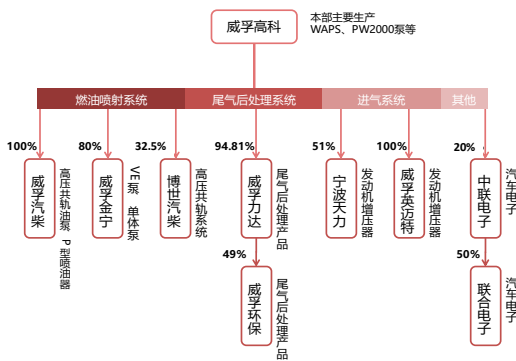 威孚高科
本部主要生产
WAPS、PW2000泵等
燃油喷射系统
尾气后处理系统
进气系统
其他
100%
80%
32.5%
94.81%
51%
100%
20%
威孚汽柴
高压共轨油泵 P型喷油器
威孚金宁
VE泵 单体泵
博世汽柴
高压共轨系统
威孚力达
尾气后处理产品
宁波天力
发动机增压器
威孚英迈特
发动机增压器
中联电子
汽车电子
49%
50%
威孚环保
尾气后处理产品
联合电子
汽车电子